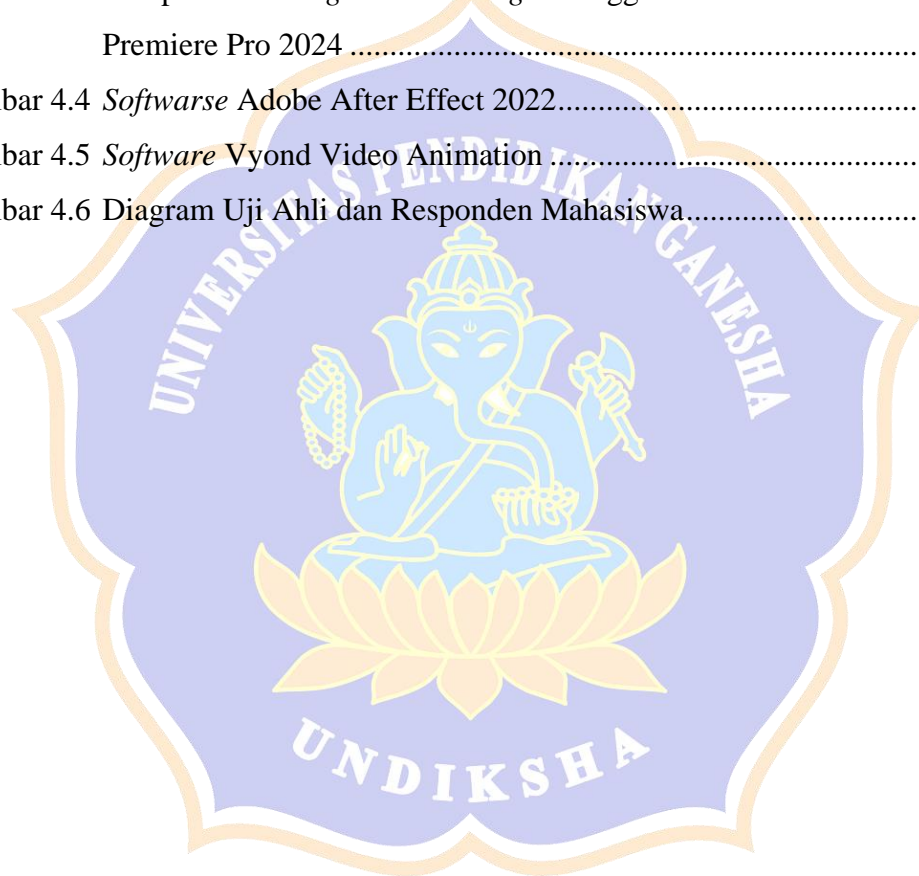 Premiere Pro 2024 ........................................................................
bar 4.4 Softwarse Adobe After Effect 2022..............................................
bar 4.5 Software Vyond Video Animation ...............................................
bar 4.6 Diagram Uji Ahli dan Responden Mahasiswa..............................
UNIVERSITAS PENDIDIKAN GANESHA
UNDIKSHA